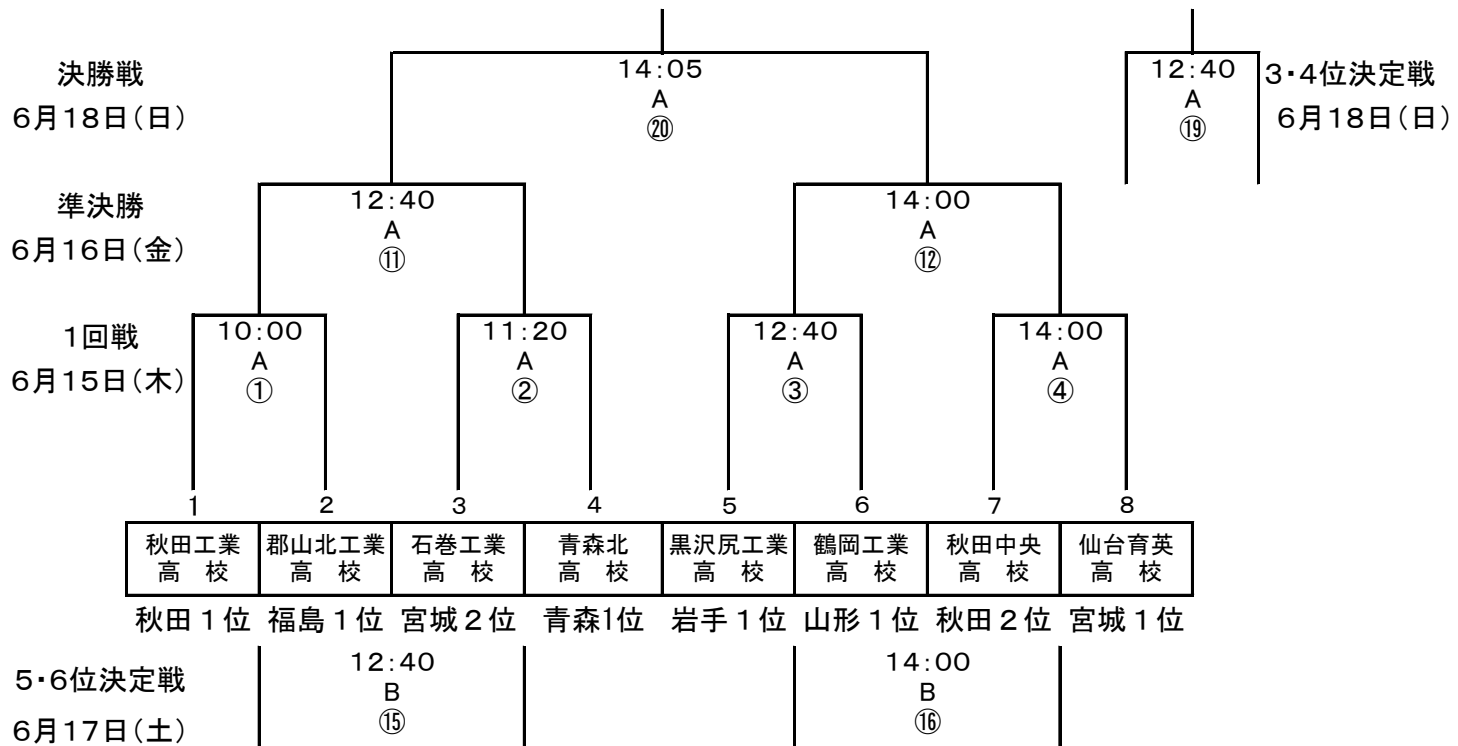 決勝戦
6月18日(日)
14:05
A
⑳
12:40
A
⑲
3・4位決定戦
6月18日(日)
準決勝
6月16日(金)
12:40
A
⑪
14:00
A
⑫
1回戦
6月15日(木)
10:00
A
①
11:20
A
②
12:40
A
③
14:00
A
④
1 2 3 4 5 6 7 8
秋田工業
高 校
郡山北工業
高 校
石巻工業
高 校
青森北
高 校
黒沢尻工業
高 校
鶴岡工業
高 校
秋田中央
高 校
仙台育英
高 校
秋田1位 福島1位 宮城2位 青森1位 岩手1位 山形1位 秋田2位 宮城1位
5・6位決定戦
6月17日(土)
12:40
B
⑮
14:00
B
⑯